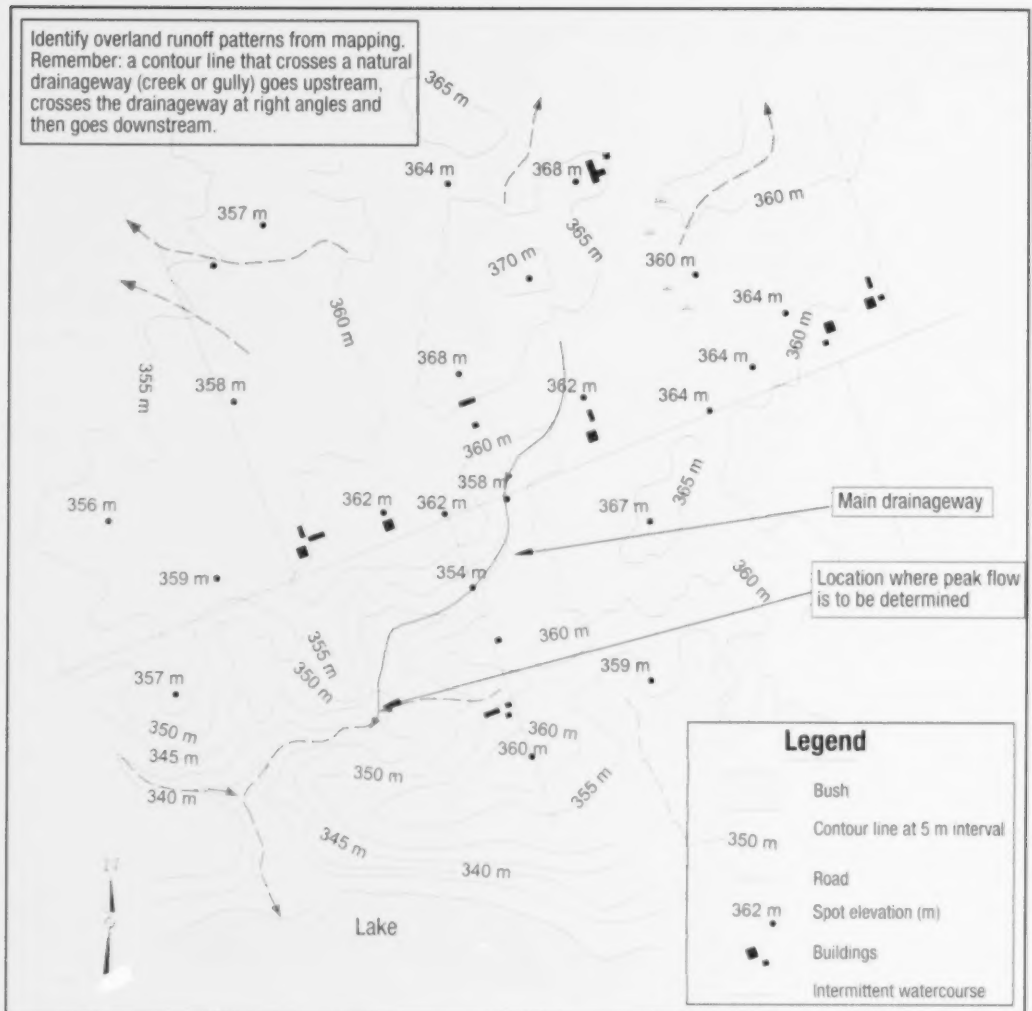 Identify overland runoff patterns from mapping.
Remember: a contour line that crosses a natural
drainageway (creek or gully) goes upstream,
crosses the drainageway at right angles and
then goes downstream.
365 m
364 m
368 m
360 m
357 m
365 m
370 m
360 m
364 m
360 m
360 m
355 m
358 m
368 m
362 m
364 m
364 m
360 m
358 m
356 m
362 m
362 m
367 m
365 m
Main drainageway
359 m
354 m
360 m
Location where peak flow
is to be determined
355 m
350 m
360 m
359 m
357 m
350 m
345 m
340 m
350 m
360 m
360 m
355 m
345 m
340 m
N
Lake
Legend
Bush
350 m
Contour line at 5 m interval
Road
362 m
Spot elevation (m)
Buildings
Intermittent watercourse